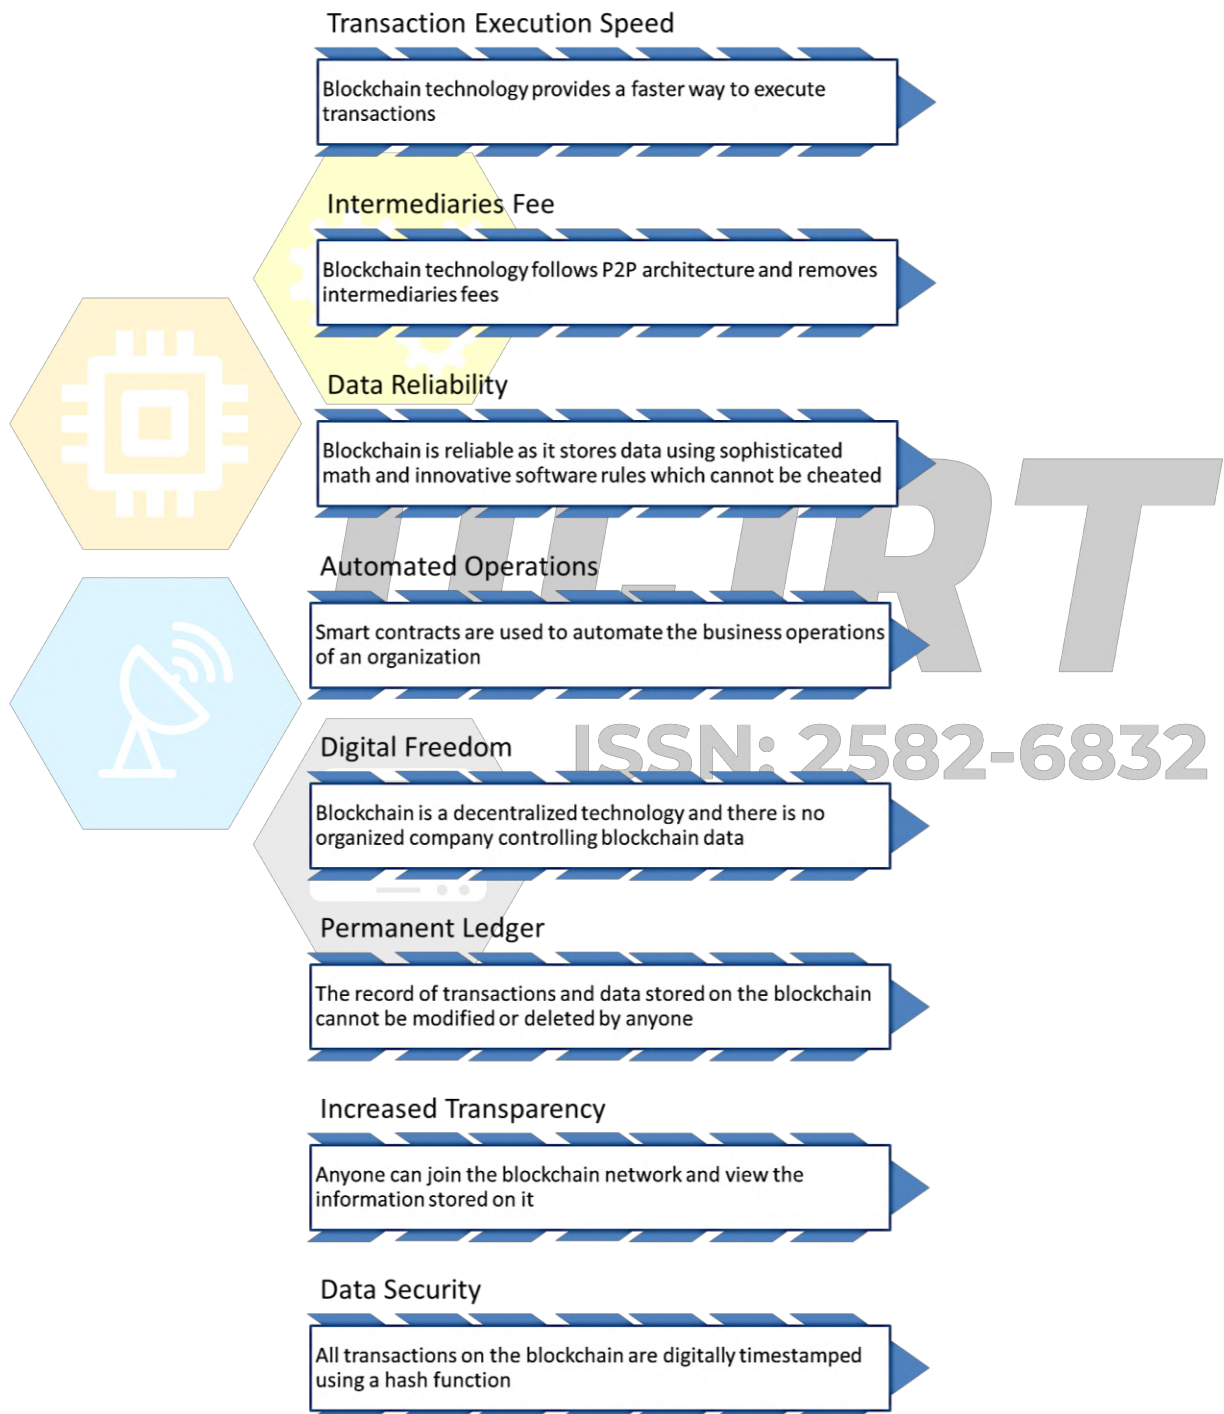 Transaction Execution Speed
Blockchain technology provides a faster way to execute
transactions
Intermediaries Fee
Blockchain technology follows P2P architecture and removes
intermediaries fees
Data Reliability
Blockchain is reliable as it stores data using sophisticated
math and innovative software rules which cannot be cheated
Automated Operations
Smart contracts are used to automate the business operations
of an organization
Digital Freedom
ISSN: 2582-6832
Blockchain is a decentralized technology and there is no
organized company controlling blockchain data
Permanent Ledger
The record of transactions and data stored on the blockchain
cannot be modified or deleted by anyone
Increased Transparency
Anyone can join the blockchain network and view the
information stored on it
Data Security
All transactions on the blockchain are digitally timestamped
using a hash function